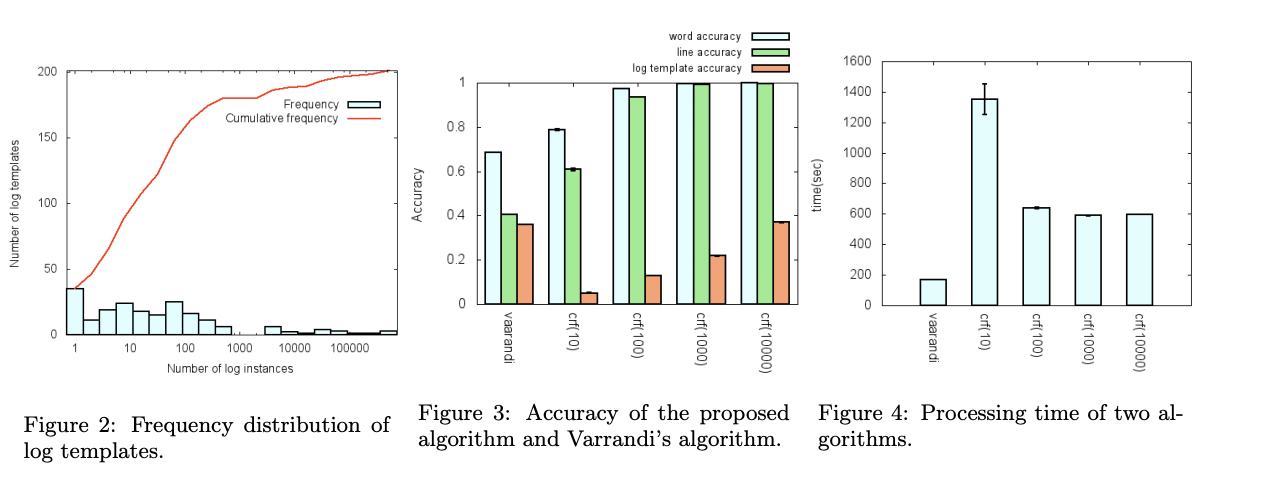 Number of log templates
200
150
100
50
0
Frequency
Cumulative frequency
1 10 100 1000 10000 100000
Number of log instances
Figure 2: Frequency distribution of
log templates.
word accuracy
line accuracy
log template accuracy
Accuracy
1
0.8
0.6
0.4
0.2
0
vaarandi
crf(10)
crf(100)
crf(1000)
crf(10000)
Figure 3: Accuracy of the proposed
algorithm and Varrandi's algorithm.
time(sec)
1600
1400
1200
1000
800
600
400
200
0
vaarandi
crf(10)
crf(100)
crf(1000)
crf(10000)
Figure 4: Processing time of two al-
gorithms.